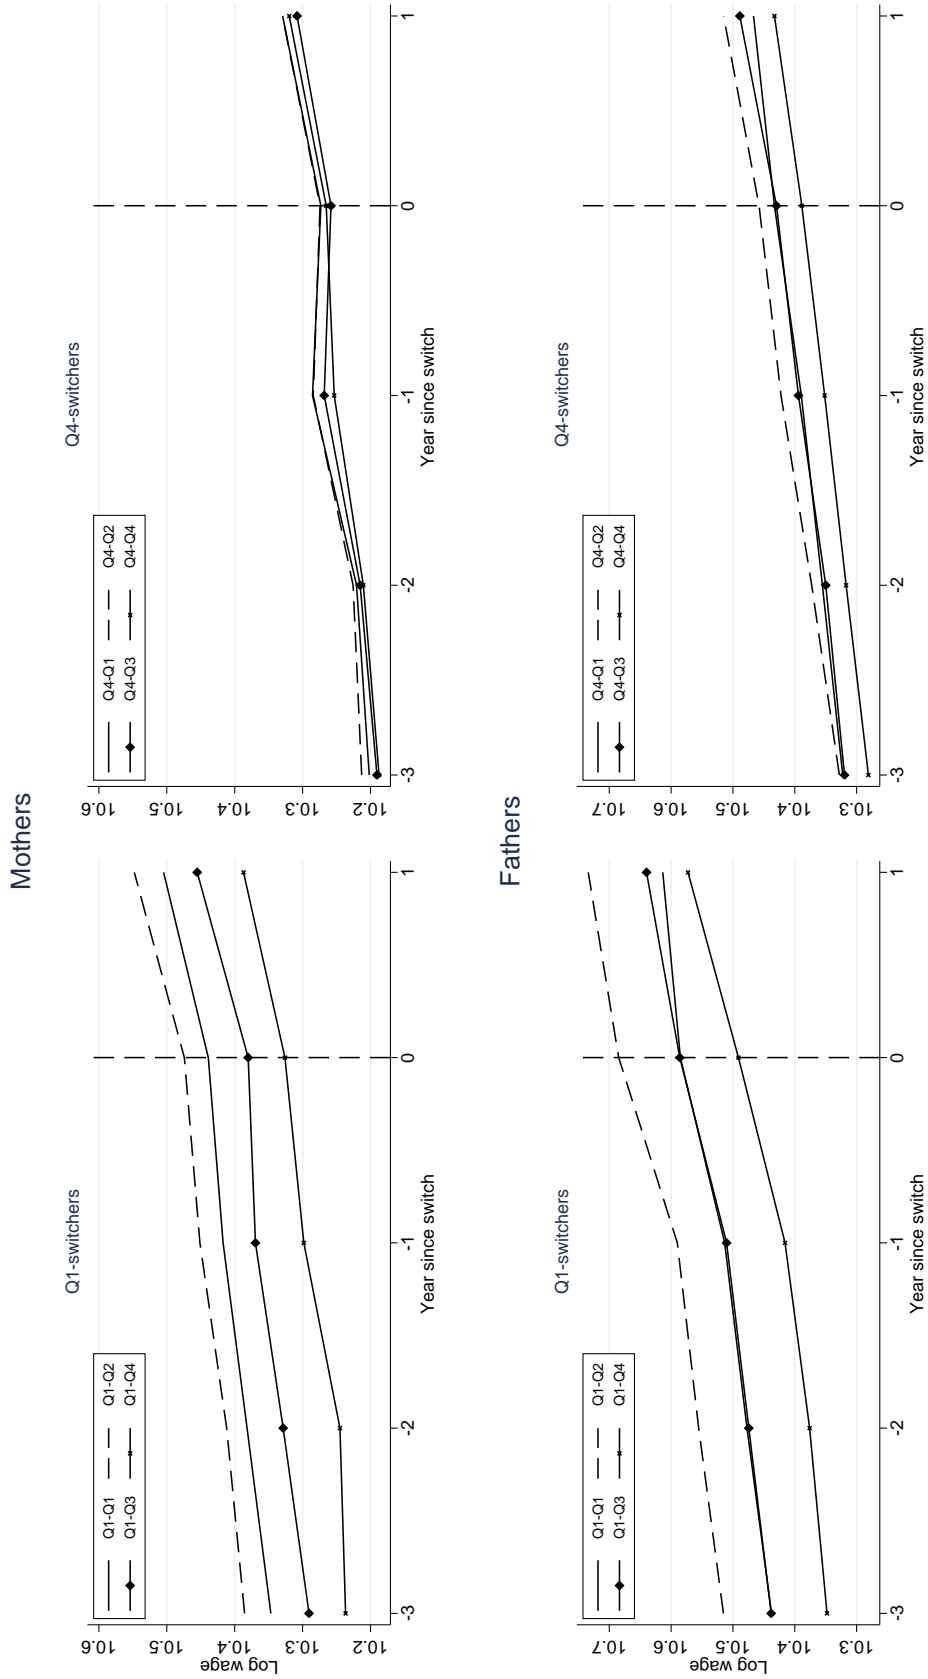 Mothers
Q1-switchers
Q1-Q1 Q1-Q2
Q1-Q3 Q1-Q4
Log wage
10.6
10.5
10.4
10.3
10.2
-3 -2 -1 0 1
Year since switch
Q4-switchers
Q4-Q1 Q4-Q2
Q4-Q3 Q4-Q4
10.6
10.5
10.4
10.3
10.2
-3 -2 -1 0 1
Year since switch
Fathers
Q1-switchers
Q1-Q1 Q1-Q2
Q1-Q3 Q1-Q4
Log wage
10.7
10.6
10.5
10.4
10.3
-3 -2 -1 0 1
Year since switch
Q4-switchers
Q4-Q1 Q4-Q2
Q4-Q3 Q4-Q4
10.7
10.6
10.5
10.4
10.3
-3 -2 -1 0 1
Year since switch